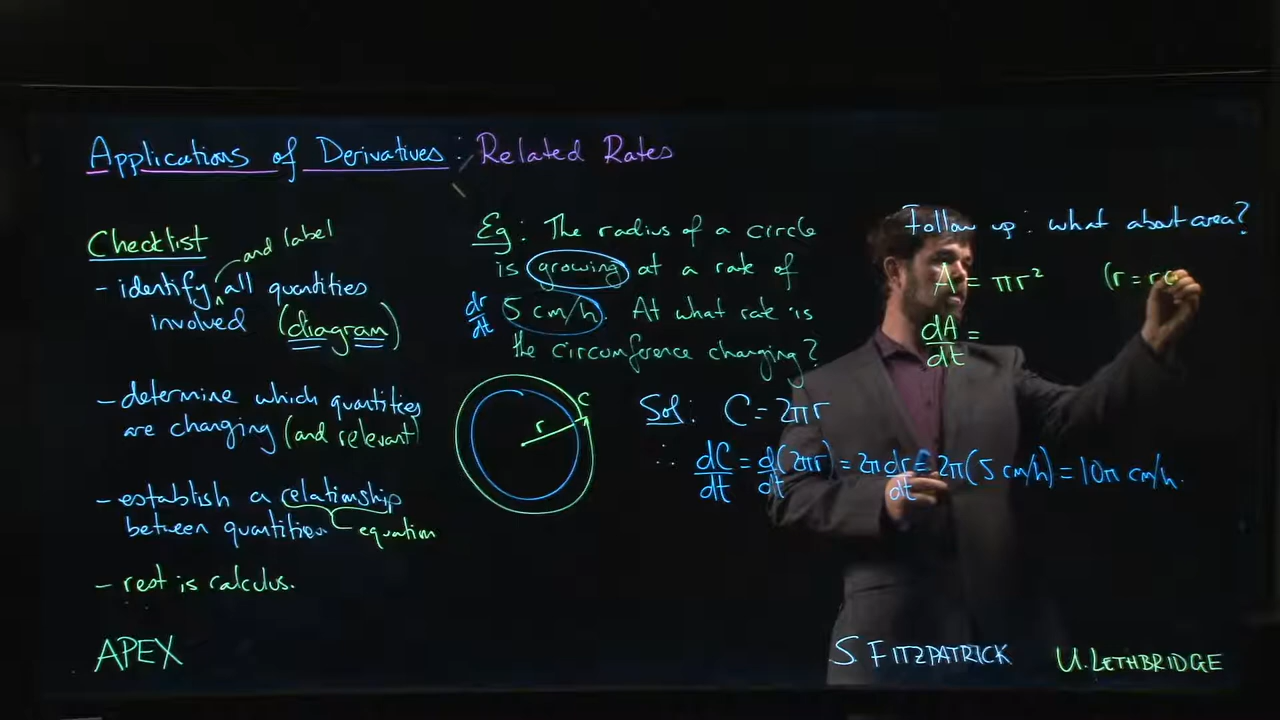 Applications of Derivatives : Related Rates
Checklist
and label
- identify all quantities
involved (diagram)
- determine which quantities
are changing (and relevant)
- establish a relationship
between quantities equation
- rest is calculus.
APEX
Eg: The radius of a circle
is growing at a rate of
dr/dt 5 cm/h. At what rate is
the circumference changing?
r
C
Sol: C = 2πr
∴ dC/dt = d/dt(2πr) = 2π dr/dt = 2π(5 cm/h) = 10π cm/h.
Follow up: what about area?
A = πr² (r = r
dA/dt =
S. FITZPATRICK
U. LETHBRIDGE